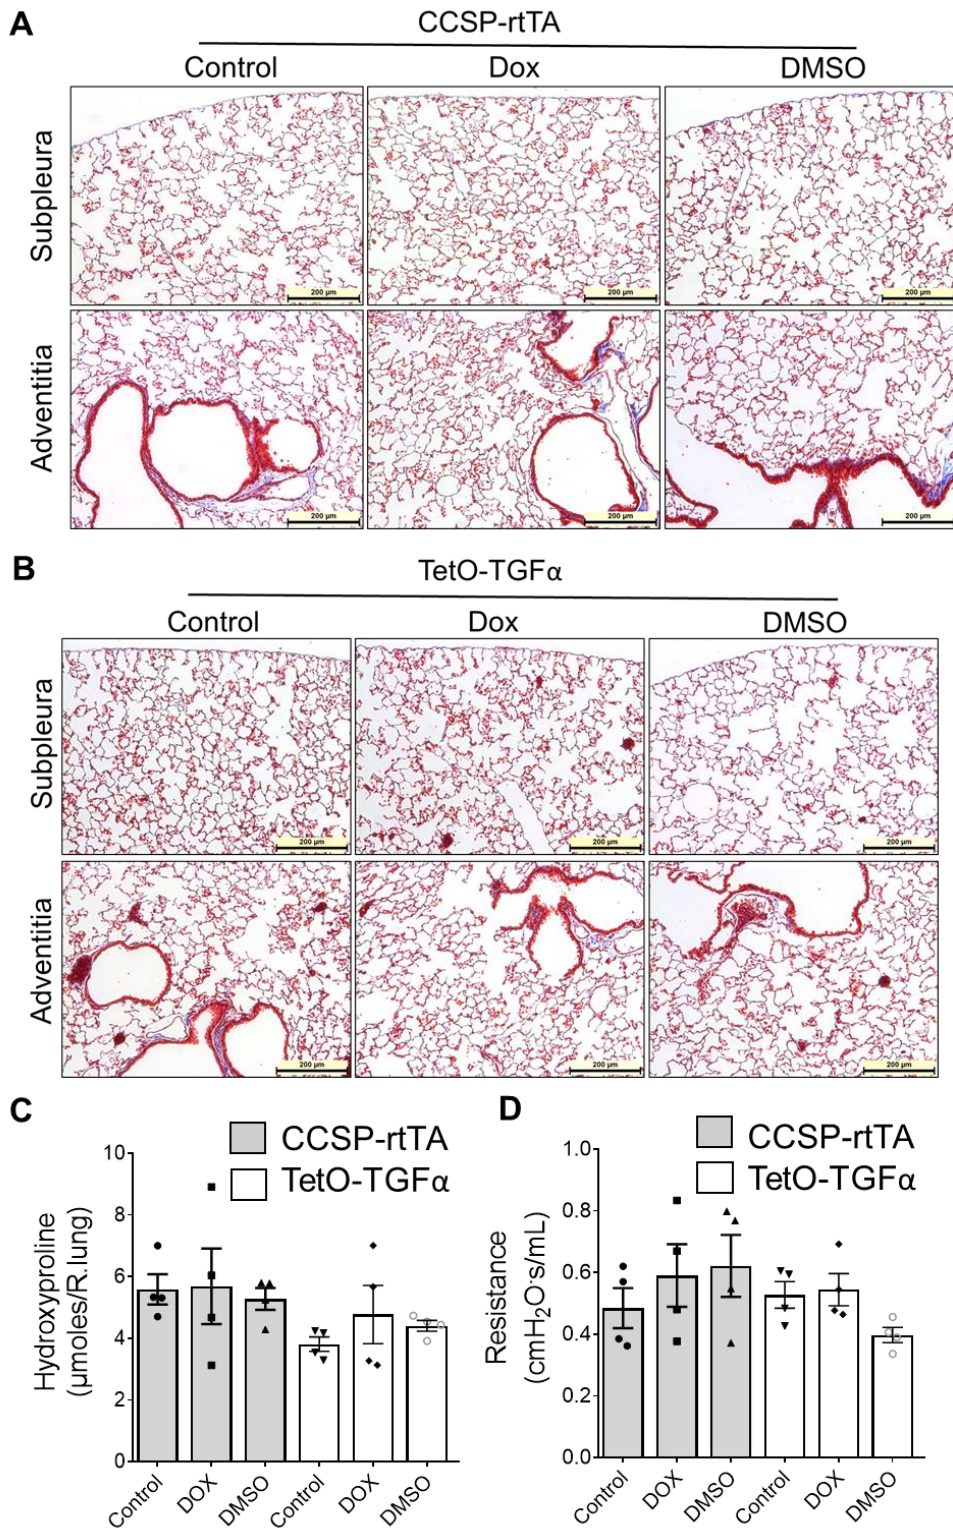 A
CCSP-rtTA
Control Dox DMSO
Subpleura
200 µm 200 µm 200 µm
Adventitia
200 µm 200 µm 200 µm
B
TetO-TGFα
Control Dox DMSO
Subpleura
200 µm 200 µm 200 µm
Adventitia
200 µm 200 µm 200 µm
C
CCSP-rtTA
TetO-TGFα
Hydroxyproline
(µmoles/R.lung)
10
8
6
4
2
0
Control DOX DMSO Control DOX DMSO
D
CCSP-rtTA
TetO-TGFα
Resistance
(cmH₂O·s/mL)
1.0
0.8
0.6
0.4
0.2
0.0
Control DOX DMSO Control DOX DMSO